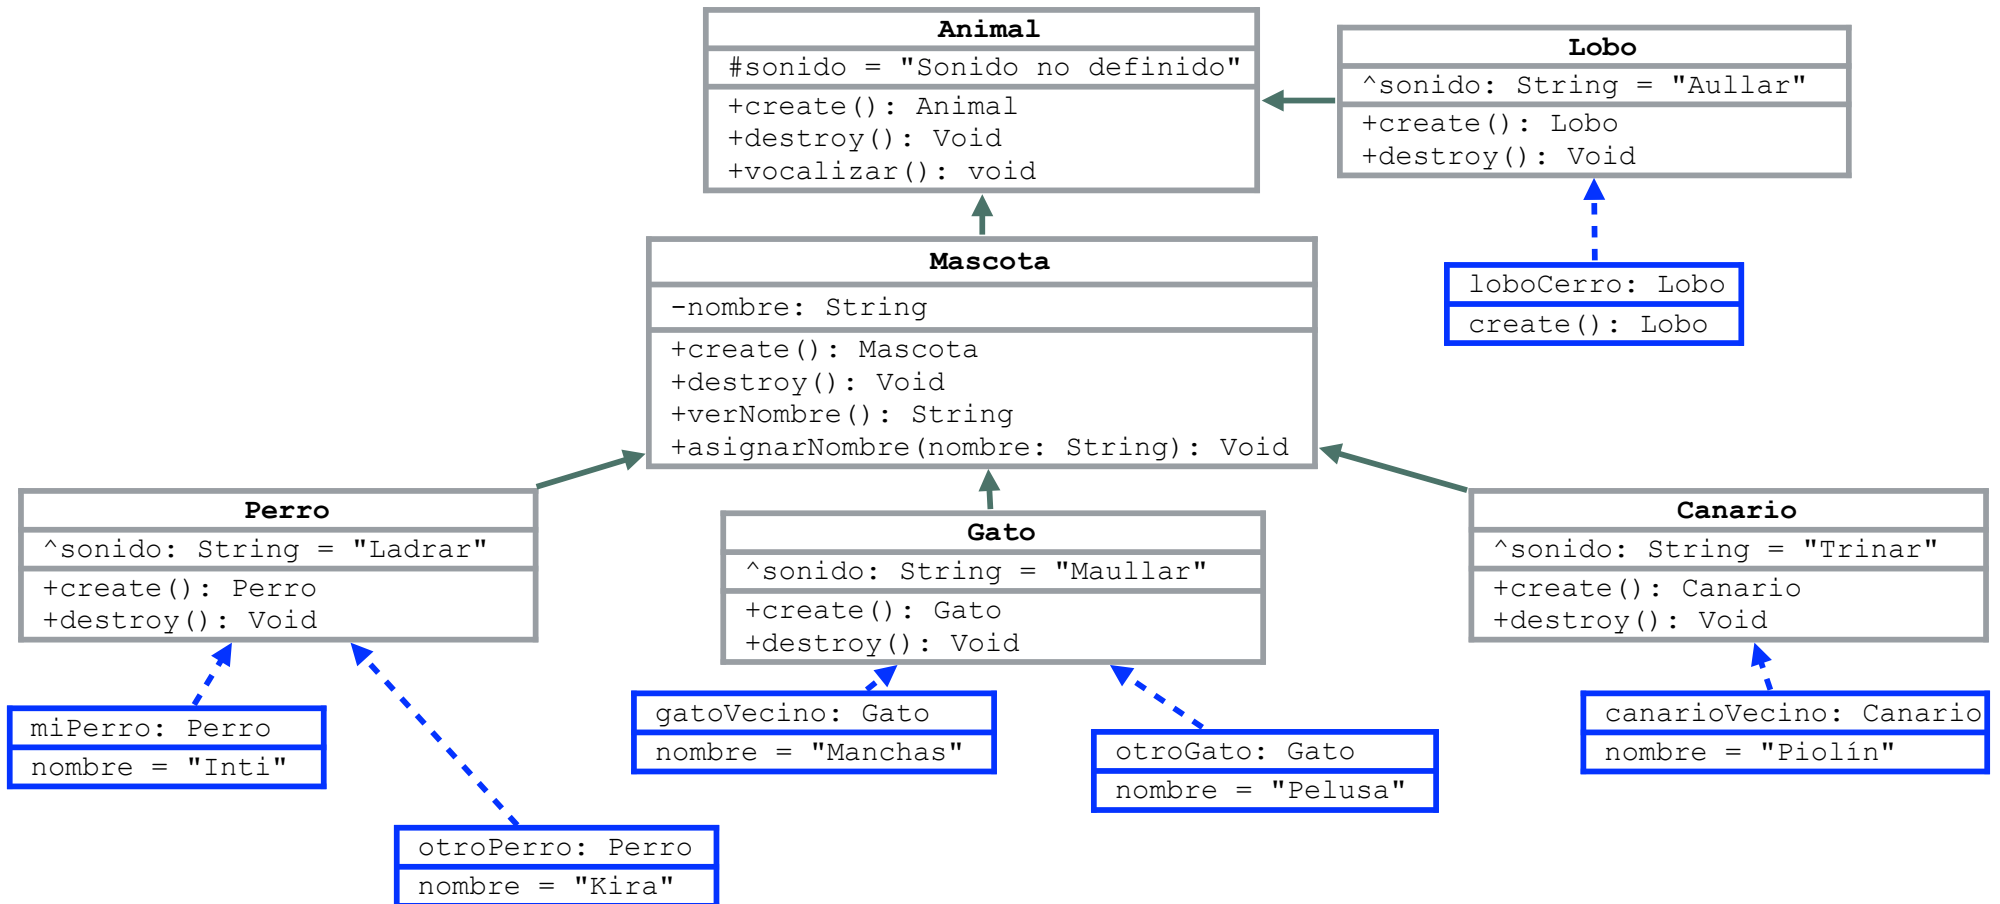 Animal
#sonido = "Sonido no definido"
+create(): Animal
+destroy(): Void
+vocalizar(): void
Lobo
^sonido: String = "Aullar"
+create(): Lobo
+destroy(): Void
loboCerro: Lobo
create(): Lobo
Mascota
-nombre: String
+create(): Mascota
+destroy(): Void
+verNombre(): String
+asignarNombre(nombre: String): Void
Perro
^sonido: String = "Ladrar"
+create(): Perro
+destroy(): Void
Gato
^sonido: String = "Maullar"
+create(): Gato
+destroy(): Void
Canario
^sonido: String = "Trinar"
+create(): Canario
+destroy(): Void
miPerro: Perro
nombre = "Inti"
otroPerro: Perro
nombre = "Kira"
gatoVecino: Gato
nombre = "Manchas"
otroGato: Gato
nombre = "Pelusa"
canarioVecino: Canario
nombre = "Piolín"